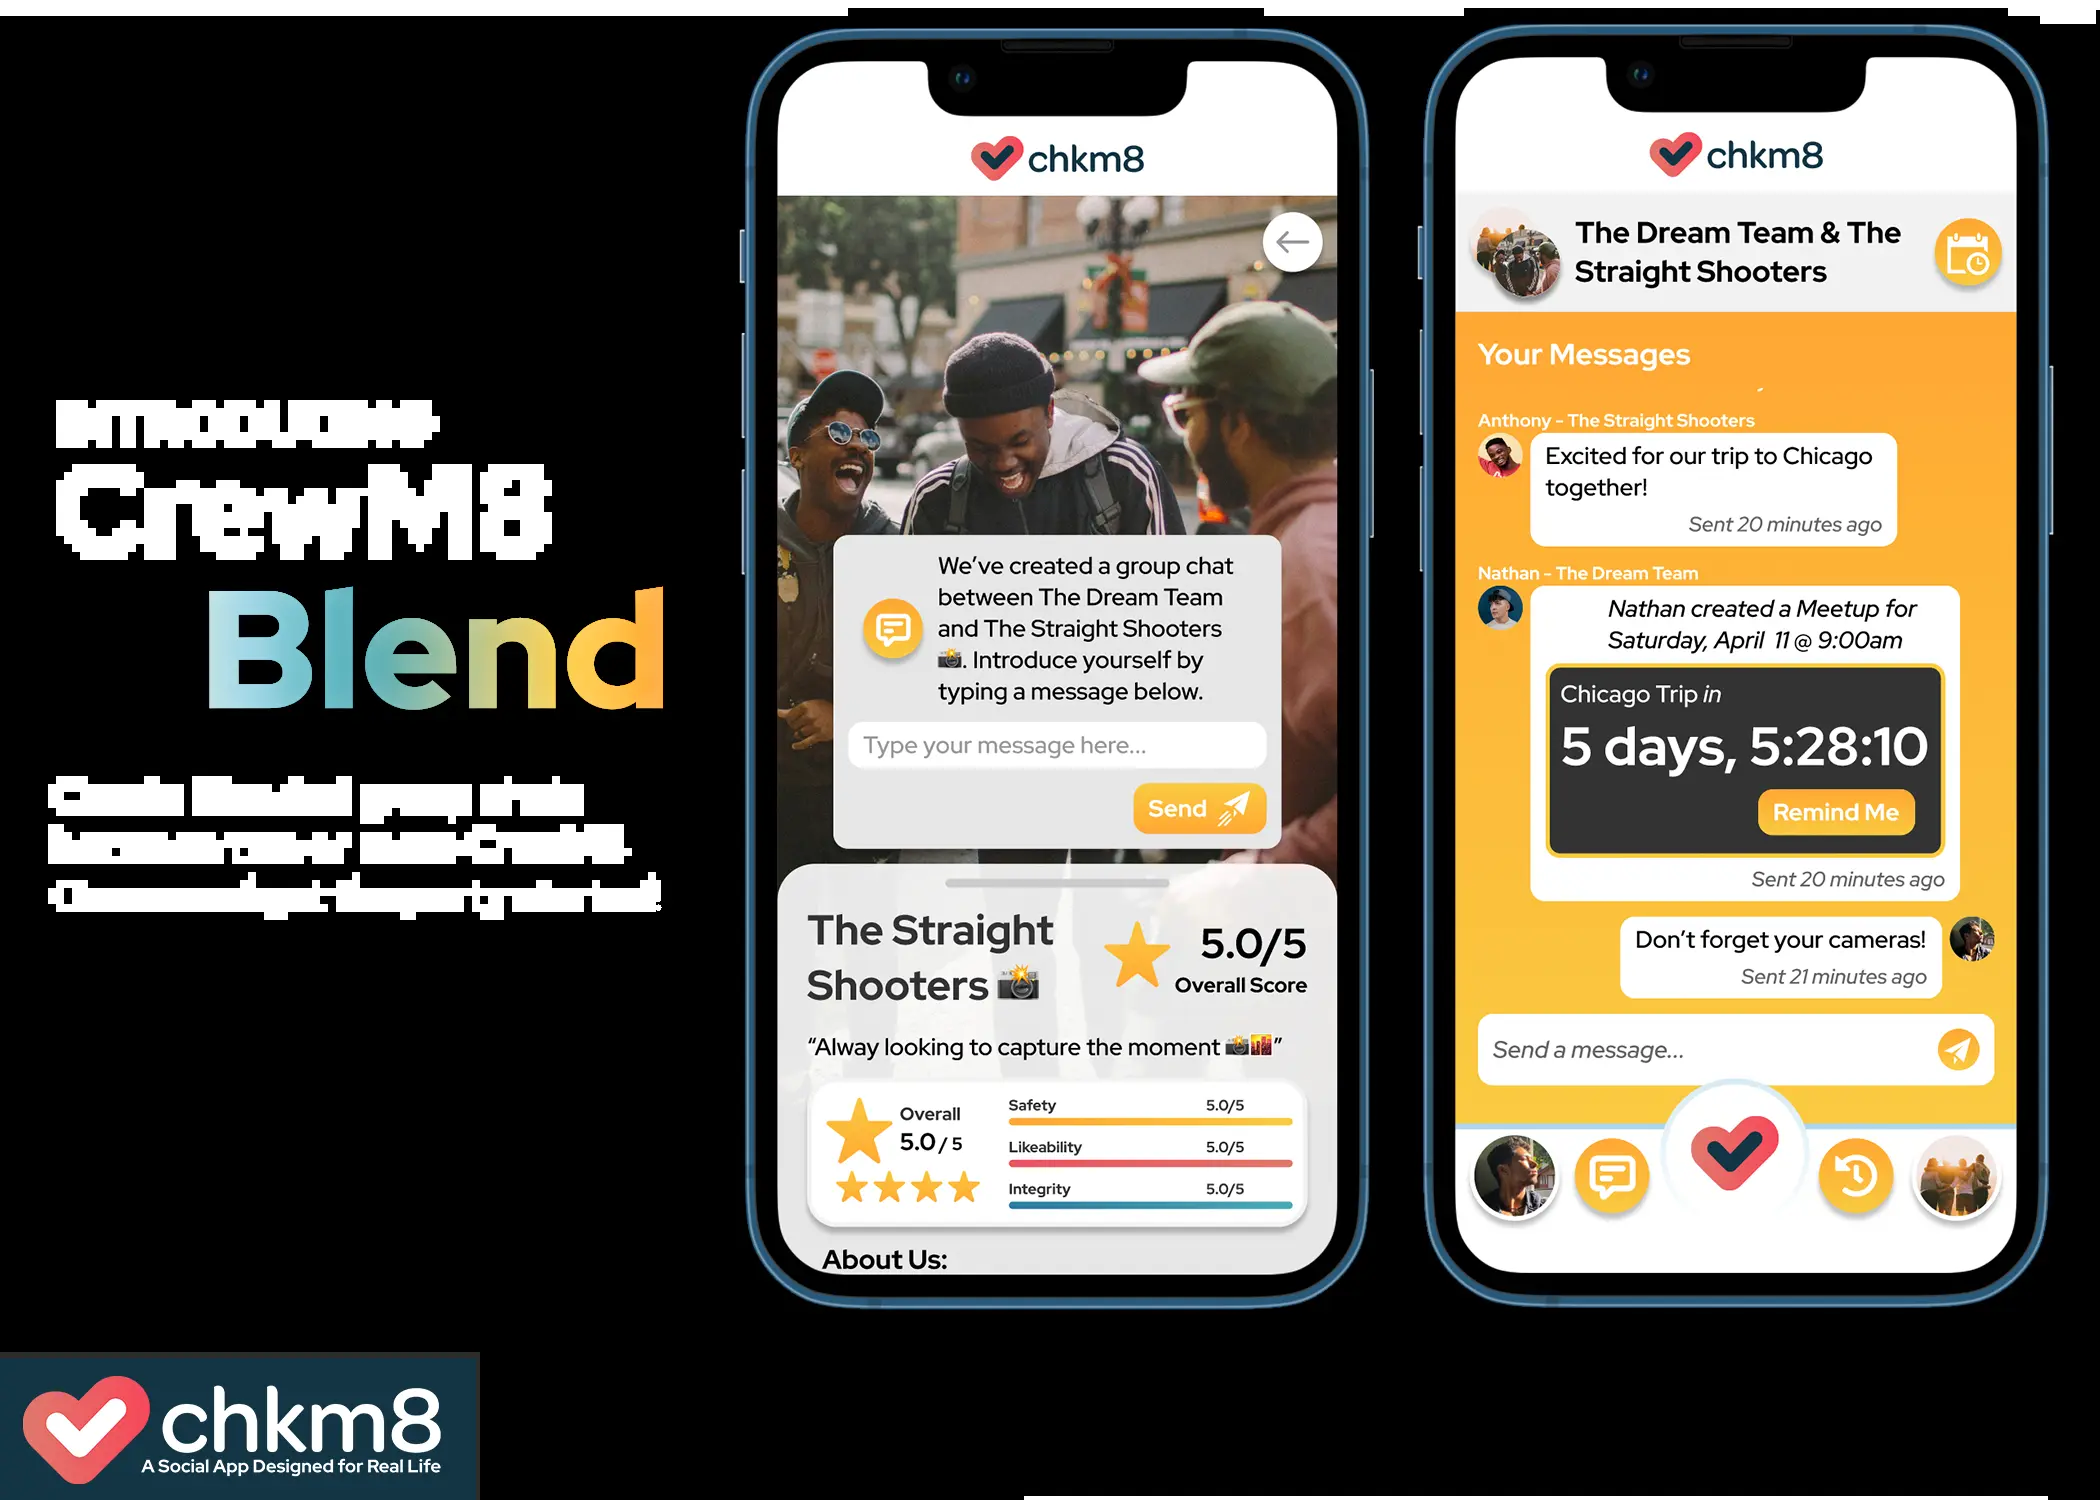 INTRODUCING
CrewM8
Blend
chkm8
We've created a group chat
between The Dream Team
and The Straight Shooters
📸. Introduce yourself by
typing a message below.
Type your message here...
Send
The Straight
Shooters 📸
5.0/5
Overall Score
“Alway looking to capture the moment 📸🌇”
Overall
5.0 / 5
Safety 5.0/5
Likeability 5.0/5
Integrity 5.0/5
About Us:
chkm8
The Dream Team & The
Straight Shooters
Your Messages
Anthony - The Straight Shooters
Excited for our trip to Chicago
together!
Sent 20 minutes ago
Nathan - The Dream Team
Nathan created a Meetup for
Saturday, April 11 @ 9:00am
Chicago Trip in
5 days, 5:28:10
Remind Me
Sent 20 minutes ago
Don't forget your cameras!
Sent 21 minutes ago
Send a message...
chkm8
A Social App Designed for Real Life